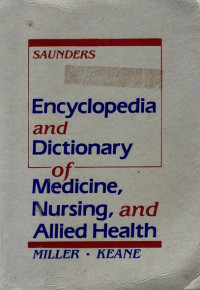 SAUNDERS
Encyclopedia
and
Dictionary
of
Medicine,
Nursing, and
Allied Health
MILLER · KEANE